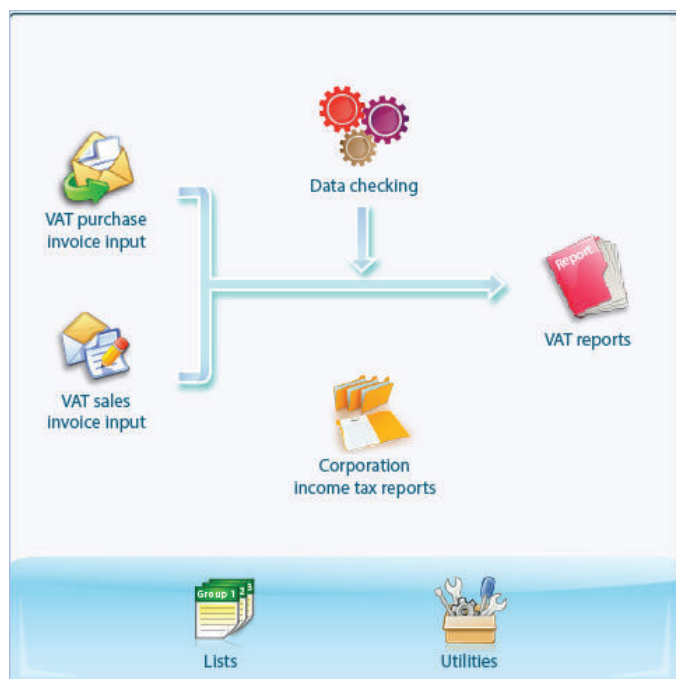 Data checking
VAT purchase
invoice input
Report
VAT reports
VAT sales
invoice input
Corporation
income tax reports
Group 1
2
3
Lists
Utilities